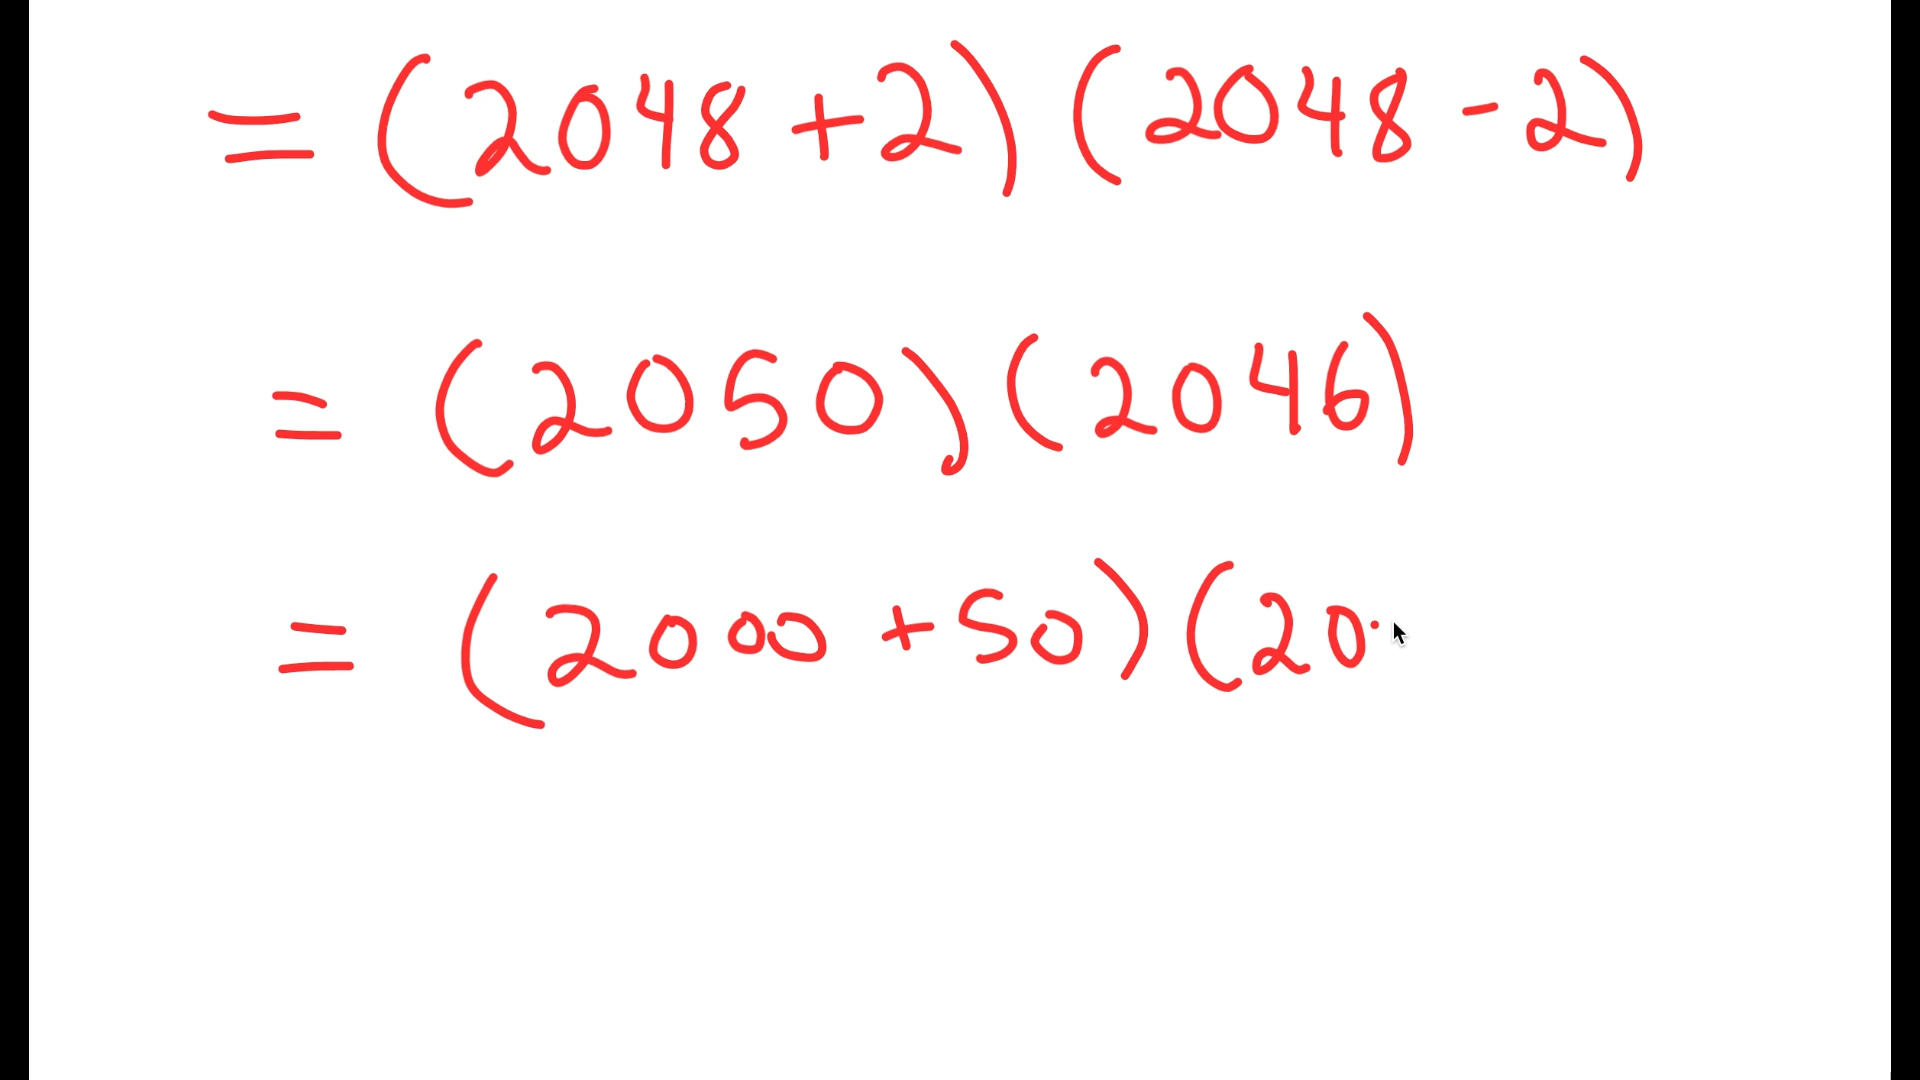 = (2048 + 2) (2048 - 2)
= (2050) (2046)
= (2000 + 50) (20